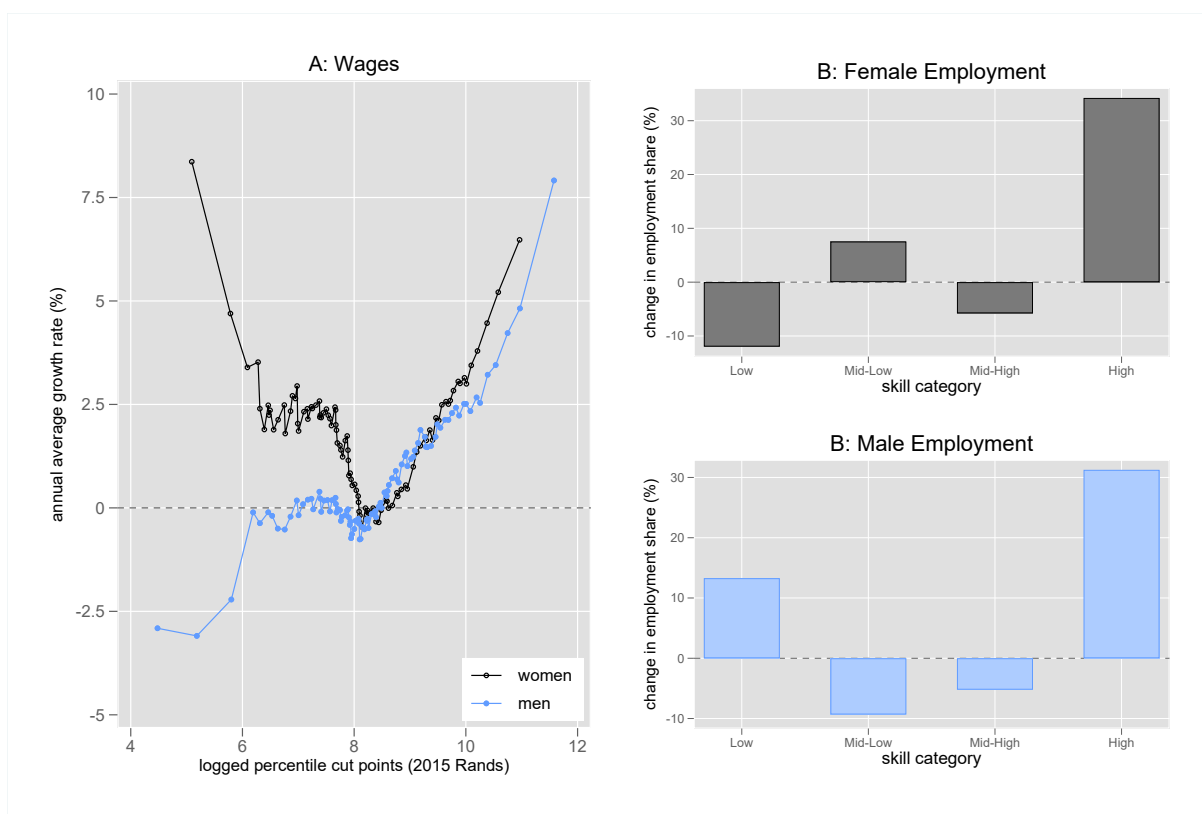 A: Wages
annual average growth rate (%)
10
7.5
5
2.5
0
-2.5
-5
4 6 8 10 12
logged percentile cut points (2015 Rands)
women
men
B: Female Employment
change in employment share (%)
30
20
10
0
-10
Low Mid-Low Mid-High High
skill category
B: Male Employment
change in employment share (%)
30
20
10
0
-10
Low Mid-Low Mid-High High
skill category